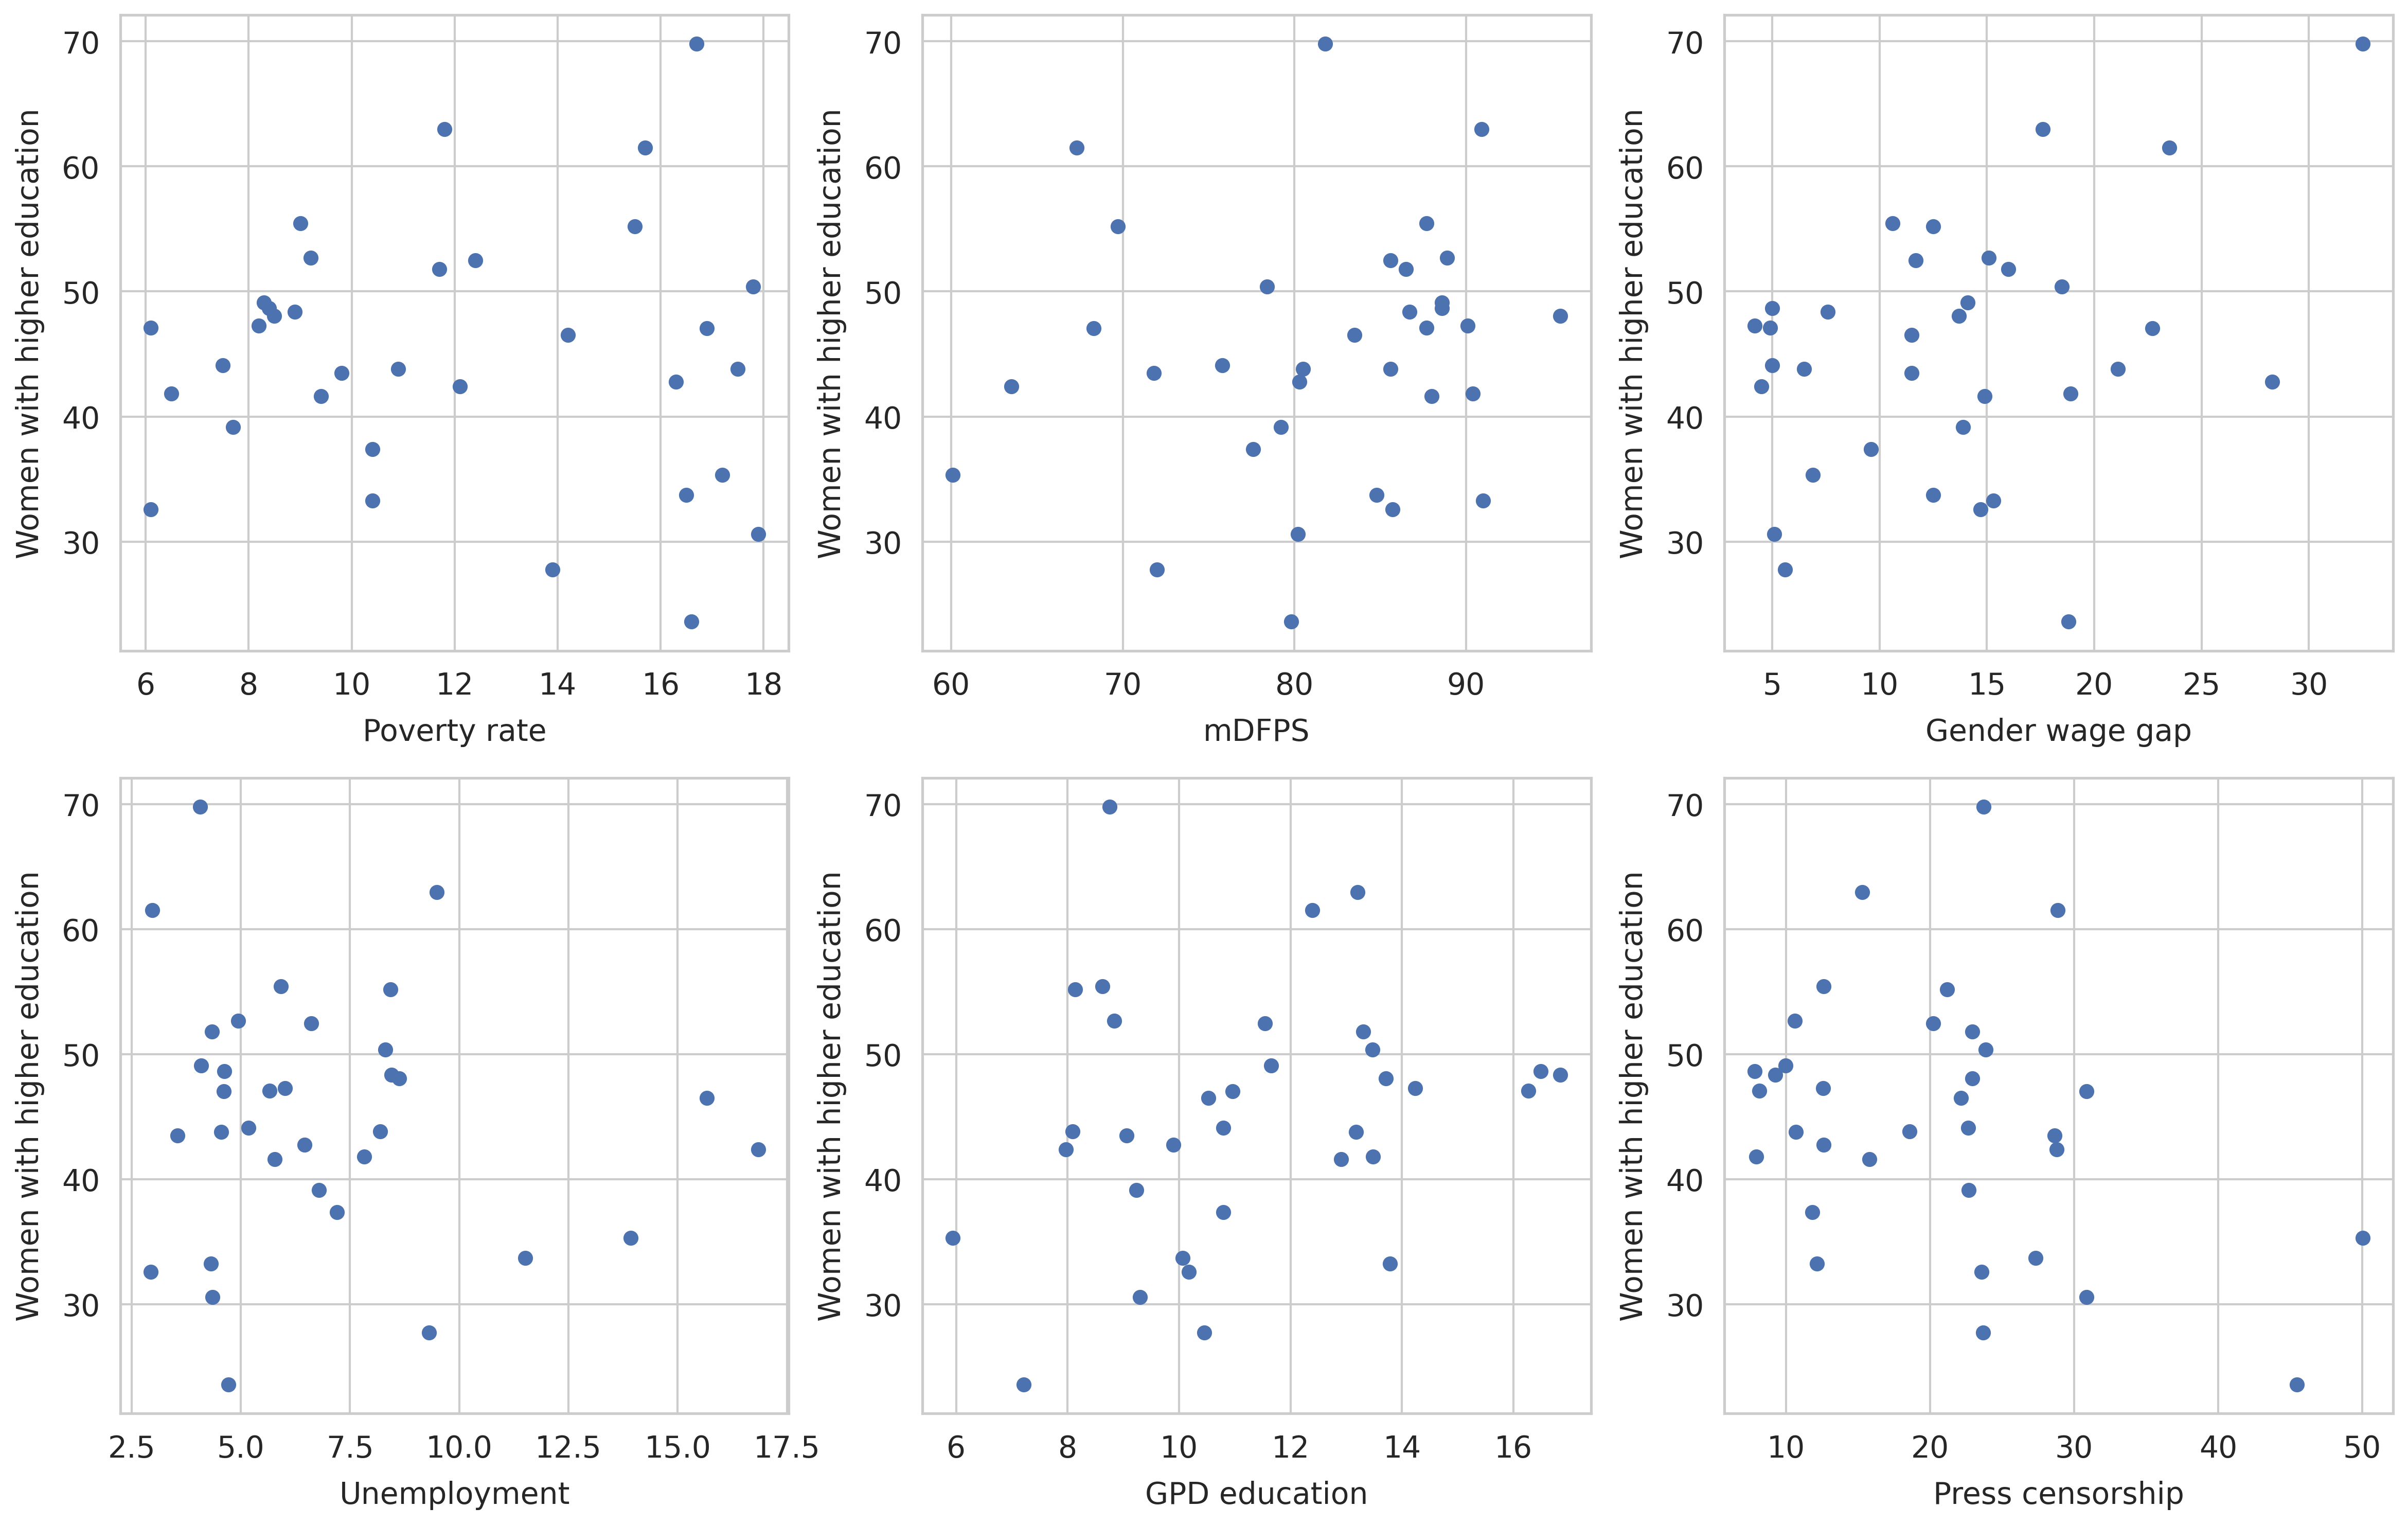 Women with higher education
70
60
50
40
30
6 8 10 12 14 16 18
Poverty rate
Women with higher education
70
60
50
40
30
60 70 80 90
mDFPS
Women with higher education
70
60
50
40
30
5 10 15 20 25 30
Gender wage gap
Women with higher education
70
60
50
40
30
2.5 5.0 7.5 10.0 12.5 15.0 17.5
Unemployment
Women with higher education
70
60
50
40
30
6 8 10 12 14 16
GPD education
Women with higher education
70
60
50
40
30
10 20 30 40 50
Press censorship